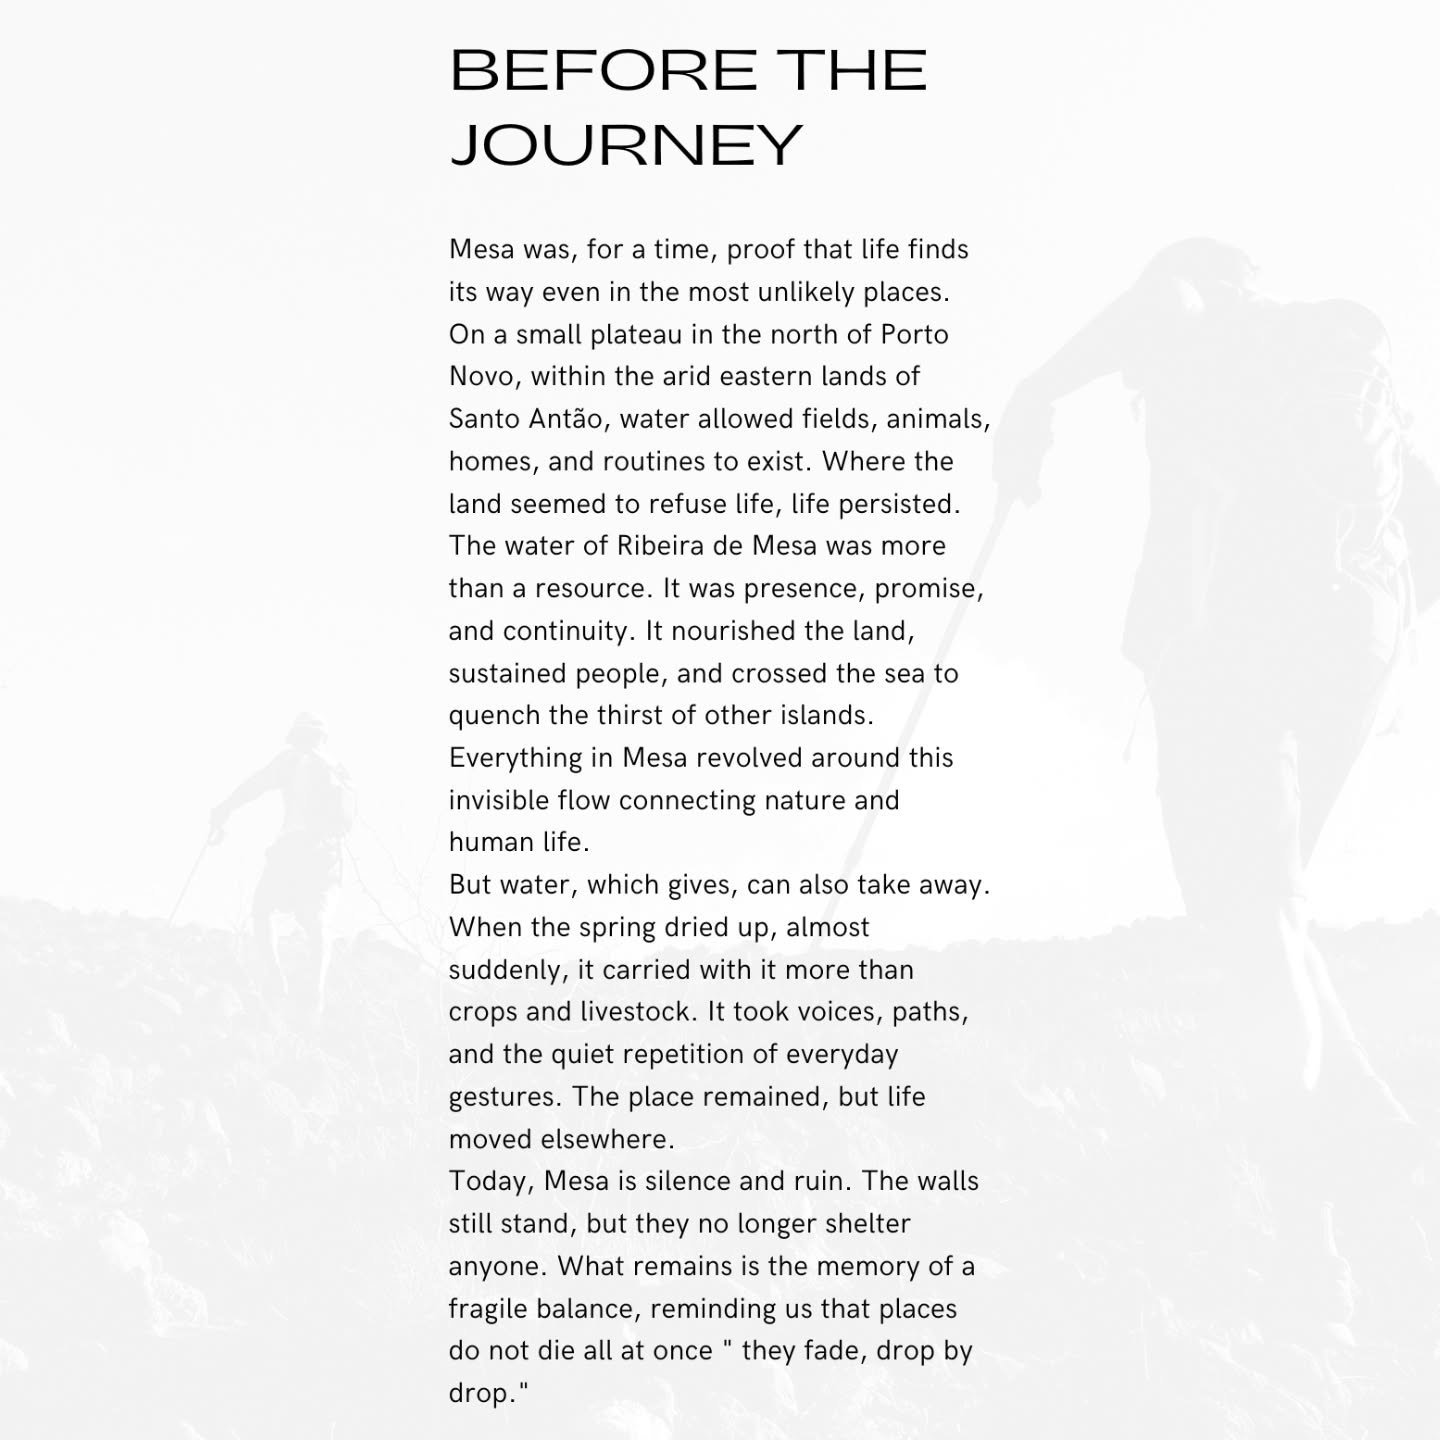 BEFORE THE
JOURNEY
Mesa was, for a time, proof that life finds
its way even in the most unlikely places.
On a small plateau in the north of Porto
Novo, within the arid eastern lands of
Santo Antão, water allowed fields, animals,
homes, and routines to exist. Where the
land seemed to refuse life, life persisted.
The water of Ribeira de Mesa was more
than a resource. It was presence, promise,
and continuity. It nourished the land,
sustained people, and crossed the sea to
quench the thirst of other islands.
Everything in Mesa revolved around this
invisible flow connecting nature and
human life.
But water, which gives, can also take away.
When the spring dried up, almost
suddenly, it carried with it more than
crops and livestock. It took voices, paths,
and the quiet repetition of everyday
gestures. The place remained, but life
moved elsewhere.
Today, Mesa is silence and ruin. The walls
still stand, but they no longer shelter
anyone. What remains is the memory of a
fragile balance, reminding us that places
do not die all at once " they fade, drop by
drop."